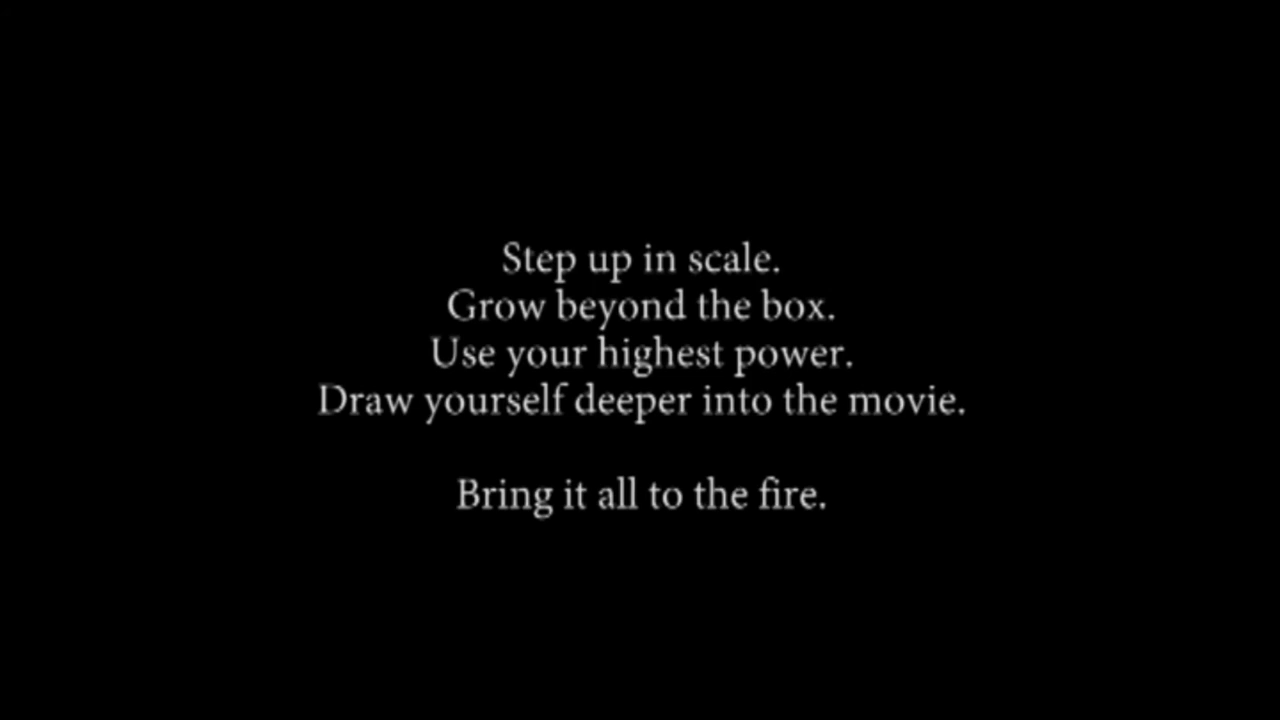 Step up in scale.
Grow beyond the box.
Use your highest power.
Draw yourself deeper into the movie.
Bring it all to the fire.